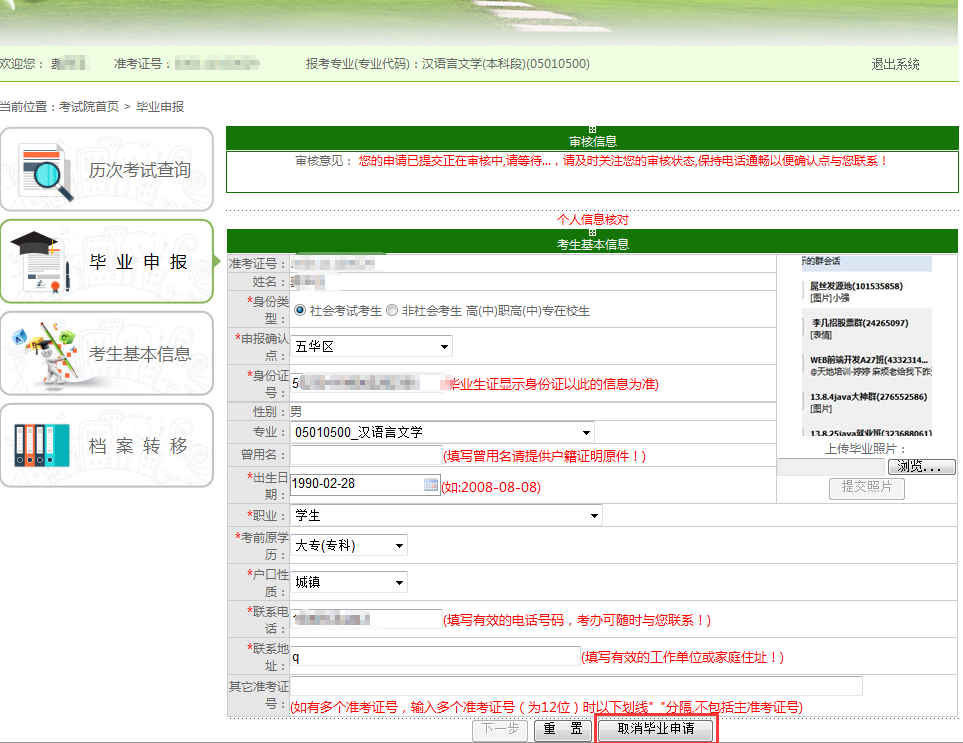 欢迎您：
准考证号：
报考专业(专业代码)：汉语言文学(本科段)(05010500)
退出系统
当前位置：考试院首页 > 毕业申报
历次考试查询
毕业申报
考生基本信息
档案转移
审核信息
审核意见： 您的申请已提交正在审核中,请等待...，请及时关注您的审核状态,保持电话通畅以便确认点与您联系！
个人信息核对
考生基本信息
准考证号：
姓名：
*身份类型：
社会考试考生 非社会考生 高(中)职高(中)专在校生
*申报确认点：
五华区
*身份证号：
5
毕业生证显示身份证以此的信息为准)
性别：男
专业：
05010500_汉语言文学
曾用名：
(填写曾用名请提供户籍证明原件！)
*出生日期：
1990-02-28
(如:2008-08-08)
*职业：
学生
*考前原学历：
大专(专科)
*户口性质：
城镇
*联系电话：
(填写有效的电话号码，考办可随时与您联系！)
*联系地址：
q
(填写有效的工作单位或家庭住址！)
其它准考证号：
(如有多个准考证号，输入多个准考证号（为12位）时以下划线"_"分隔,不包括主准考证号)
的群会话
屌丝发源地(101535858)
[图片]小强
李几招股票群(24265097)
[表情]
WEB前端开发A27班(4332314...
@天地培训-婷婷 麻烦老给我下昨
13.8.4java大神群(276552586)
[图片]
13.8.25java就业班(323688061)
上传毕业照片：
浏览...
提交照片
下一步
重 置
取消毕业申请